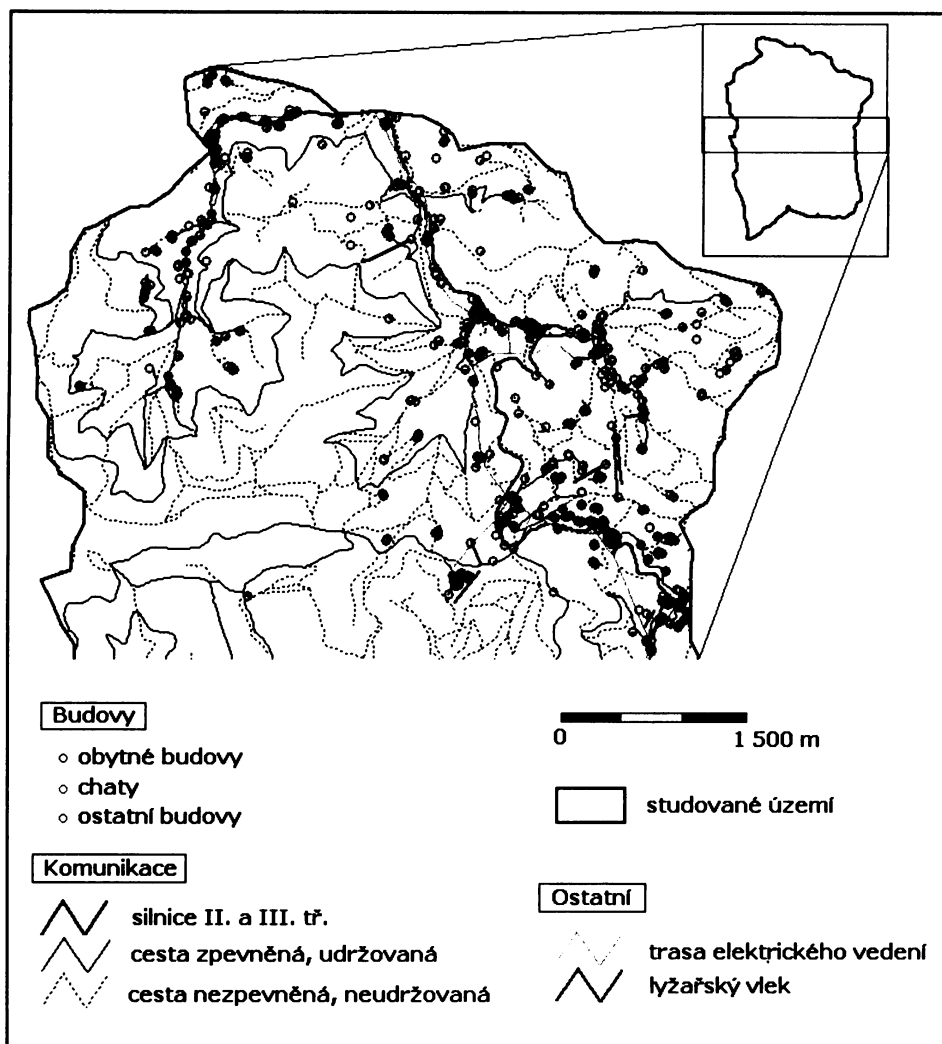 Budovy
obytné budovy
chaty
ostatní budovy
0 1 500 m
studované území
Komunikace
silnice II. a III. tř.
cesta zpevněná, udržovaná
cesta nezpevněná, neudržovaná
Ostatní
trasa elektrického vedení
lyžařský vlek